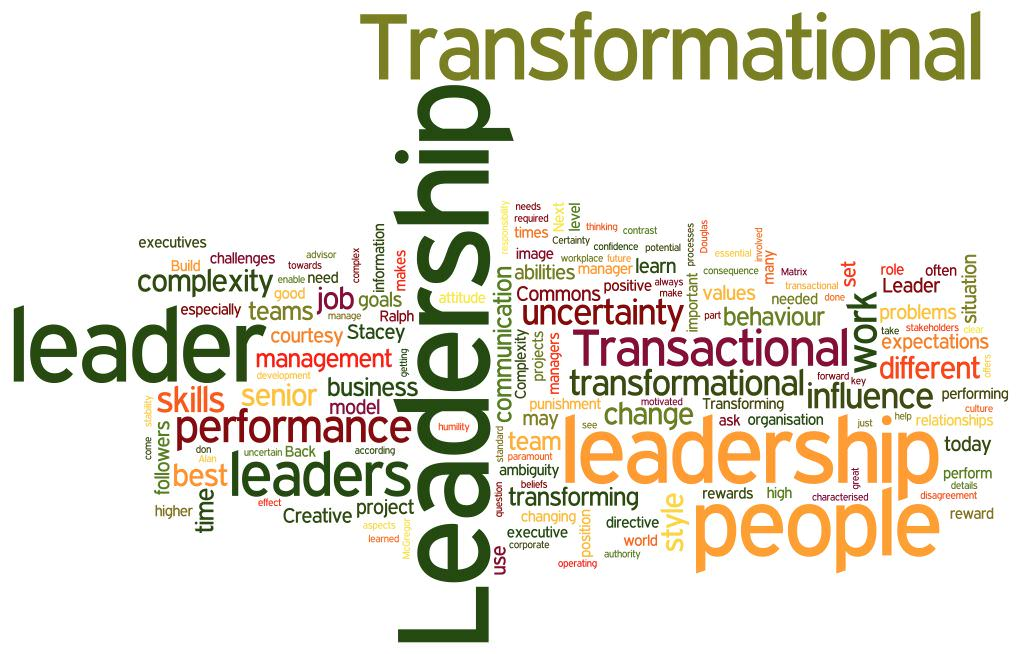 Transformational
Leadership
executives
Build
challenges
advisor
towards
complex
information
makes
complexity
enable
need
good
job
goals
attitude
especially
teams
manage
Ralph
leader
courtesy
Stacey
management
getting
development
business
skills
senior
model
stability
performance
humility
come
followers
don
Alan
uncertain
Back
according
best
leaders
higher
time
effect
Creative
project
aspects
learned
McGregor
responsibility
needs
required
times
Next
level
thinking
contrast
Certainty
confidence
potential
processes
Douglas
essential
involved
image
workplace
future
abilities
manager
learn
consequence
many
Matrix
set
role
often
Leader
situation
communication
Commons
positive
always
make
important
values
needed
transactional
done
uncertainty
part
behaviour
work
problems
take
stakeholders
clear
expectations
Complexity
projects
managers
Transactional
different
offers
transformational
forward
key
influence
performing
culture
punishment
motivated
Transforming
may
see
change
ask
organisation
just
help
relationships
standard
team
paramount
leadership
today
ambiguity
beliefs
question
great
perform
details
transforming
rewards
high
characterised
disagreement
changing
position
directive
style
people
reward
executive
corporate
world
authority
use
operating